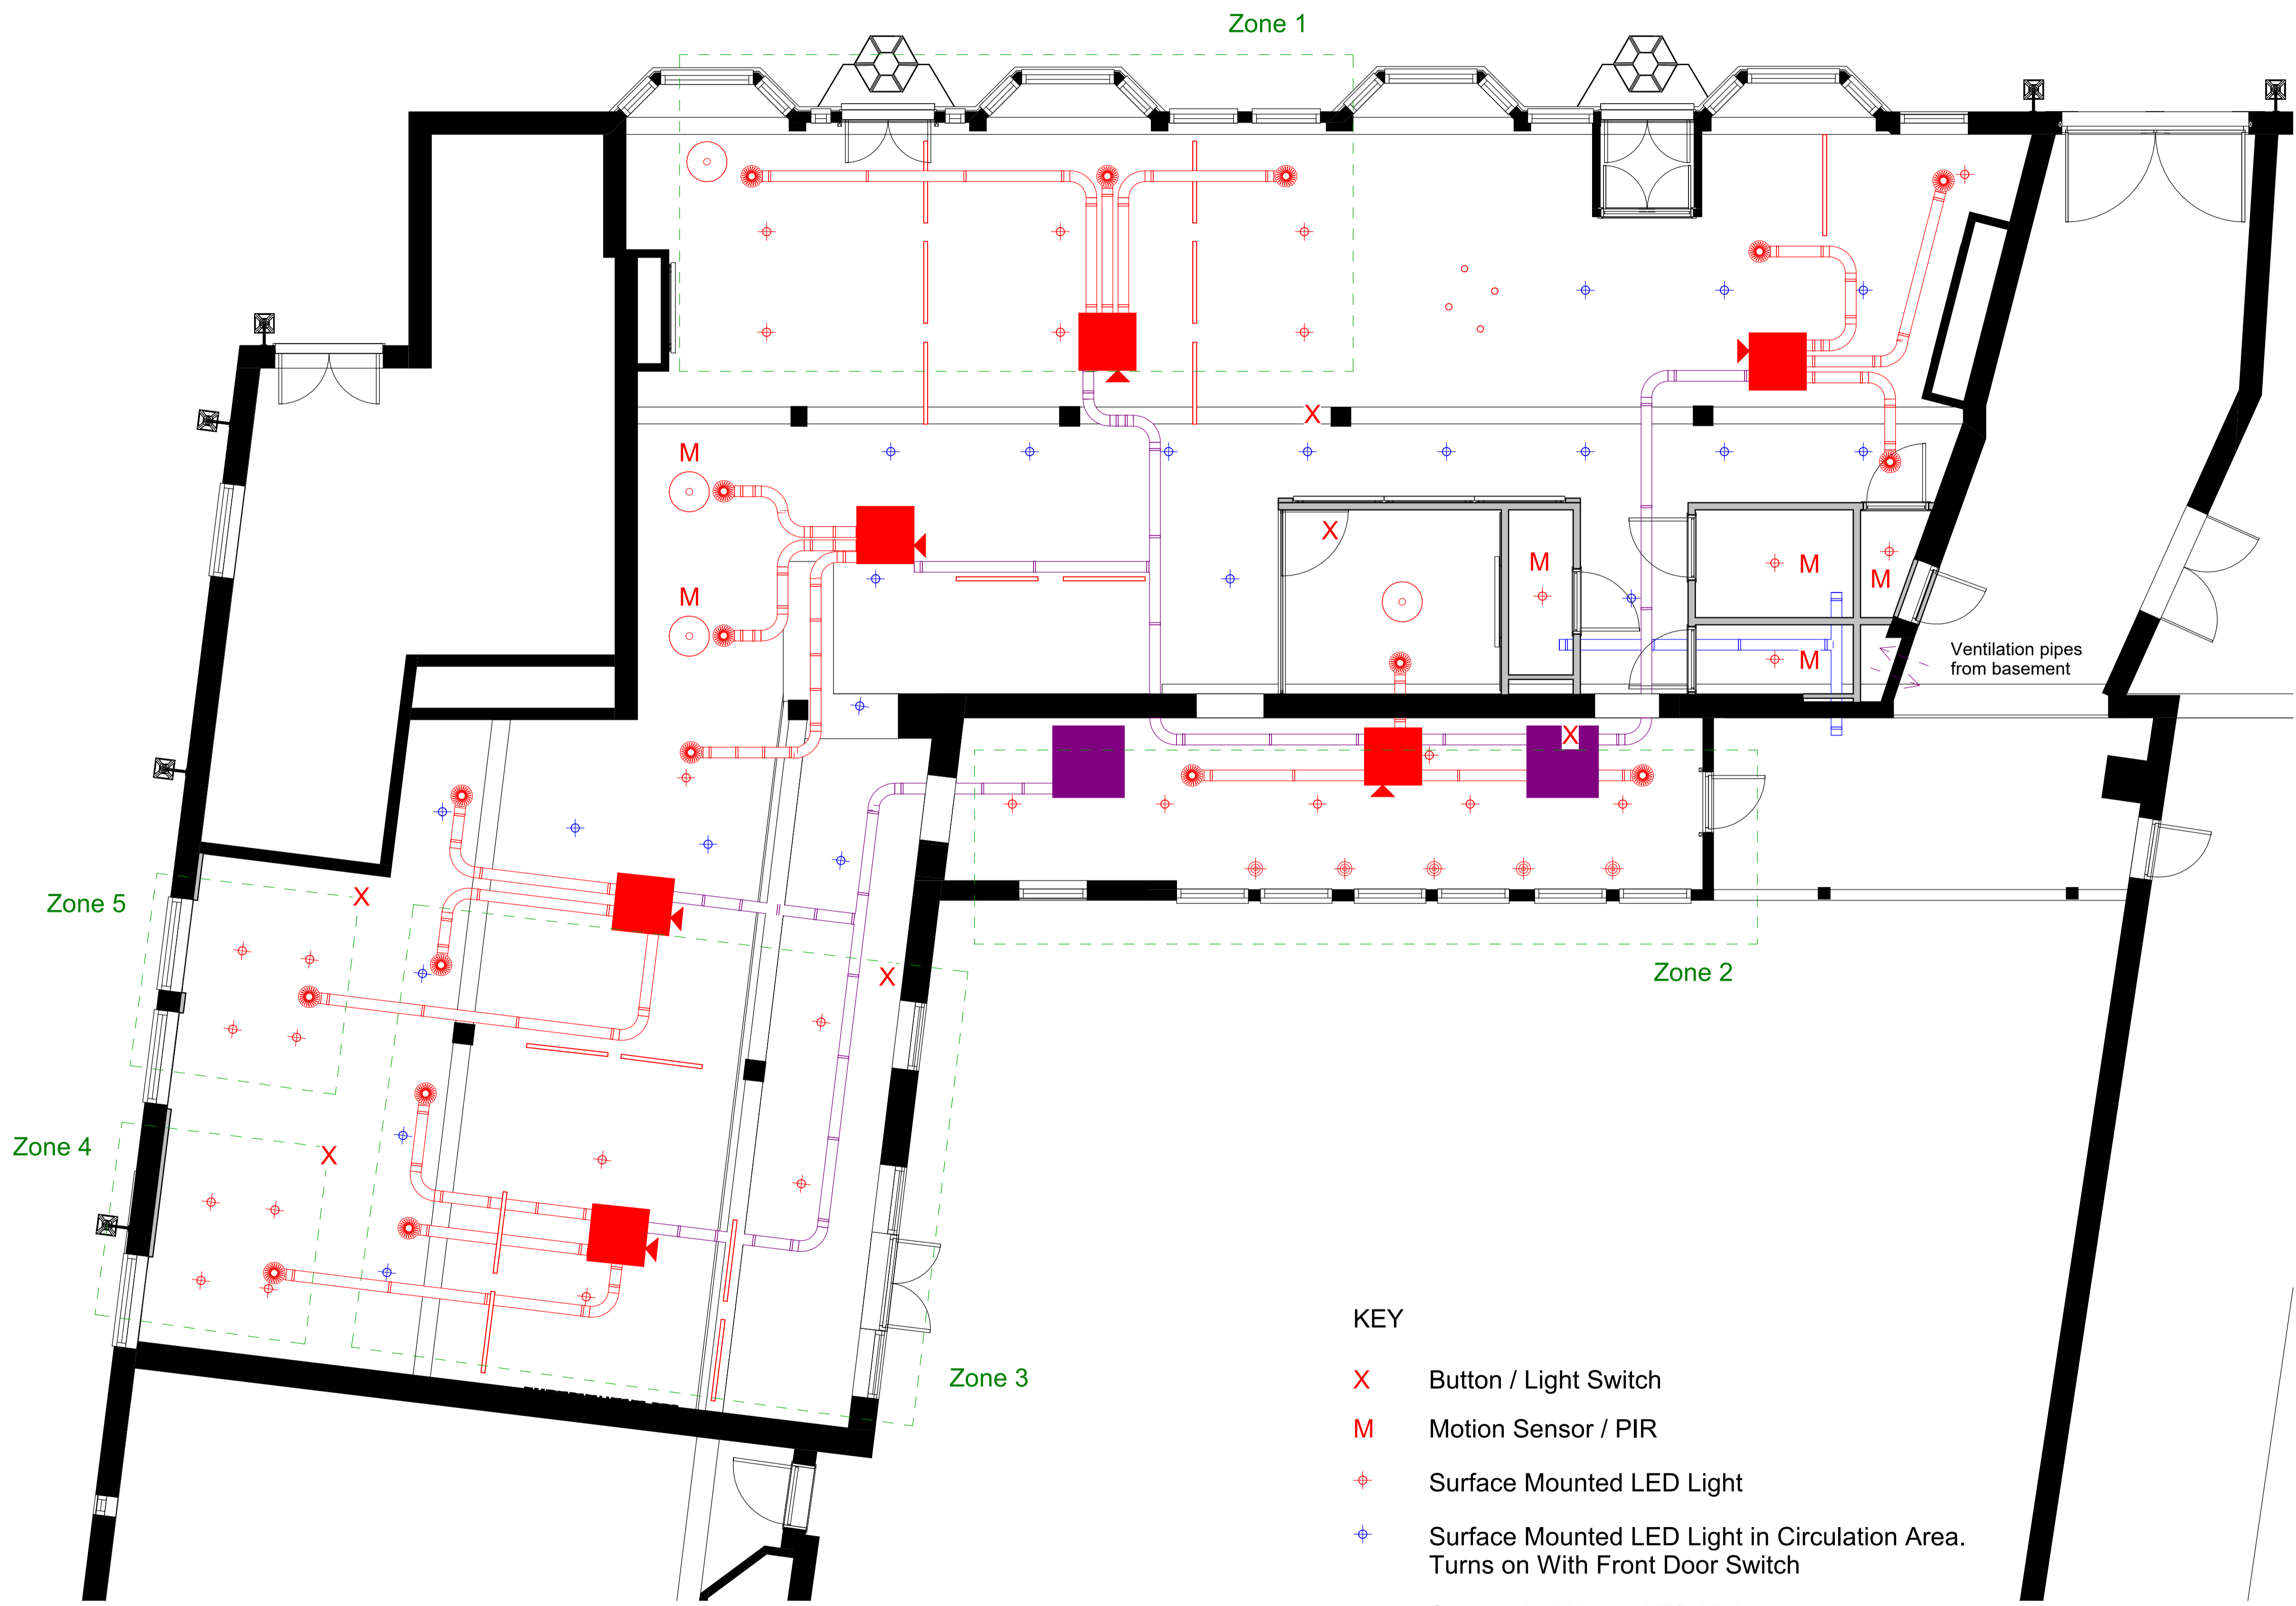 Zone 1
X
M
X
M
M
M
M
M
Ventilation pipes
from basement
M
X
Zone 5
X
X
Zone 2
Zone 4
X
Zone 3
KEY
X Button / Light Switch
M Motion Sensor / PIR
Surface Mounted LED Light
Surface Mounted LED Light in Circulation Area.
Turns on With Front Door Switch